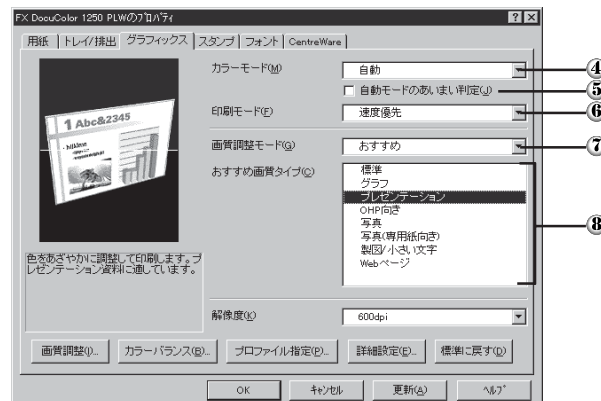 FX DocuColor 1250 PLWのﾌﾟﾛﾊﾟﾃｨ
用紙 トレイ/排出 グラフィックス スタンプ フォント CentreWare
カラーモード(M) 自動 ④
自動モードのあいまい判定(J) ⑤
印刷モード(F) 速度優先 ⑥
1 Abc&2345
画質調整モード(G) おすすめ ⑦
おすすめ画質タイプ(C)
標準
グラフ
プレゼンテーション
OHP向き
写真
写真(専用紙向き)
製図/小さい文字
Webページ
⑧
色をあざやかに調整して印刷します。プ
レゼンテーション資料に適しています。
解像度(K) 600dpi
画質調整(I)... カラーバランス(B)... プロファイル指定(P)... 詳細設定(E)... 標準に戻す(D)
OK ｷｬﾝｾﾙ 更新(A) ﾍﾙﾌﾟ